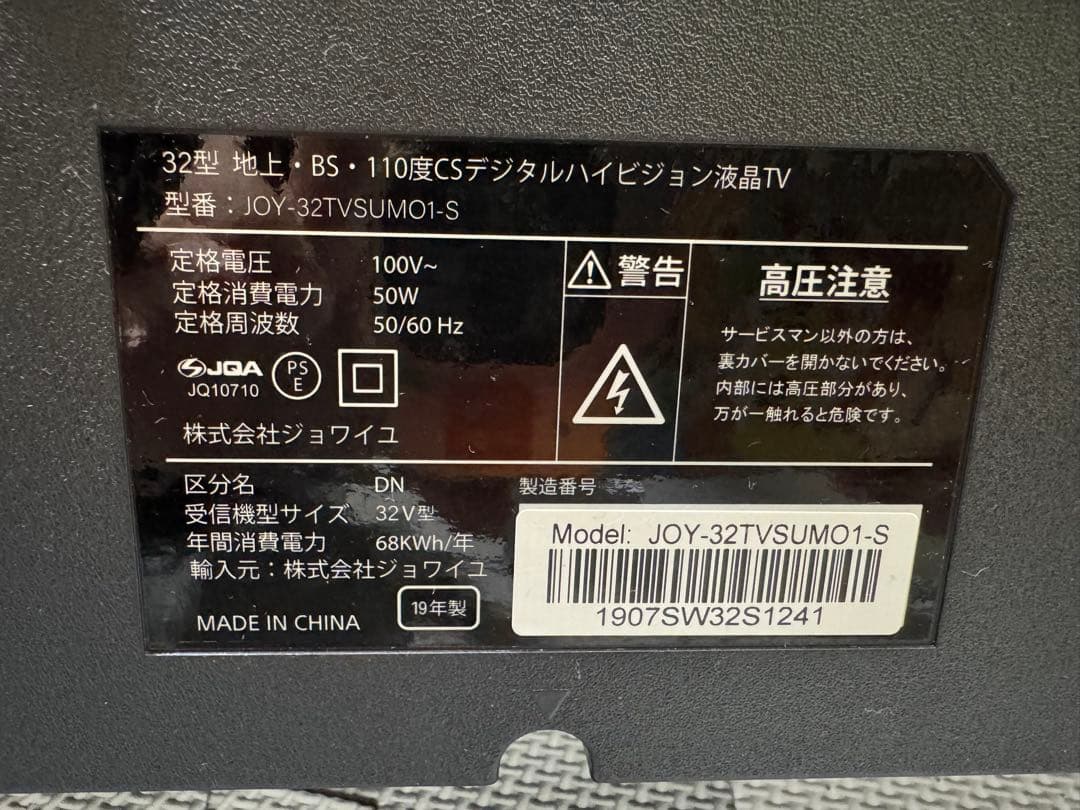 32型 地上・BS・110度CSデジタルハイビジョン液晶TV
型番：JOY-32TVSUMO1-S
定格電圧 100V~
定格消費電力 50W
定格周波数 50/60 Hz
JQA
JQ10710
PS
E
株式会社ジョワイユ
警告
高圧注意
サービスマン以外の方は、
裏カバーを開かないでください。
内部には高圧部分があり、
万が一触れると危険です。
区分名 DN
受信機型サイズ 32V型
年間消費電力 68KWh/年
輸入元：株式会社ジョワイユ
MADE IN CHINA
19年製
製造番号
Model: JOY-32TVSUMO1-S
1907SW32S1241